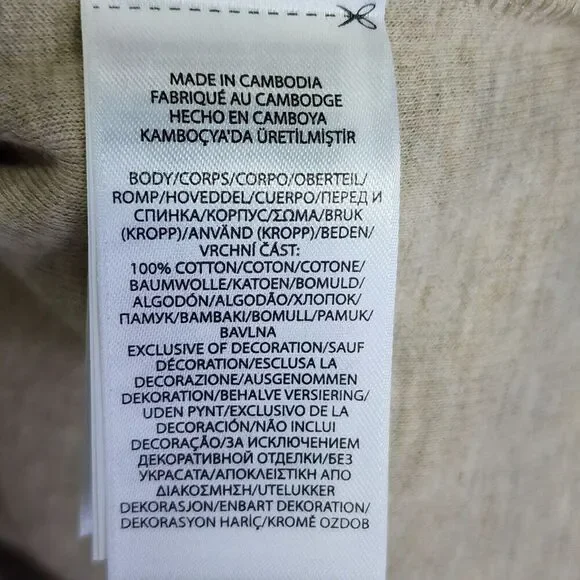 MADE IN CAMBODIA
FABRIQUÉ AU CAMBODGE
HECHO EN CAMBOYA
KAMBOÇYA'DA ÜRETİLMİŞTİR
BODY/CORPS/CORPO/OBERTEIL/
ROMP/HOVEDDEL/CUERPO/ПЕРЕД И
СПИНКА/КОРПУС/ΣΩΜΑ/BRUK
(KROPP)/ANVÄND (KROPP)/BEDEN/
VRCHNÍ ČÁST:
100% COTTON/COTON/COTONE/
BAUMWOLLE/KATOEN/BOMULD/
ALGODÓN/ALGODÃO/ХЛОПОК/
ПАМУК/BAMBAKI/BOMULL/PAMUK/
BAVLNA
EXCLUSIVE OF DECORATION/SAUF
DÉCORATION/ESCLUSA LA
DECORAZIONE/AUSGENOMMEN
DEKORATION/BEHALVE VERSIERING/
UDEN PYNT/EXCLUSIVO DE LA
DECORACIÓN/NÃO INCLUI
DECORAÇÃO/ЗА ИСКЛЮЧЕНИЕМ
ДЕКОРАТИВНОЙ ОТДЕЛКИ/БЕЗ
УКРАСАТА/ΑΠΟΚΛΕΙΣΤΙΚΗ ΑΠΟ
ΔΙΑΚΟΣΜΗΣΗ/UTELUKKER
DEKORASJON/ENBART DEKORATION/
DEKORASYON HARİÇ/KROMĚ OZDOB